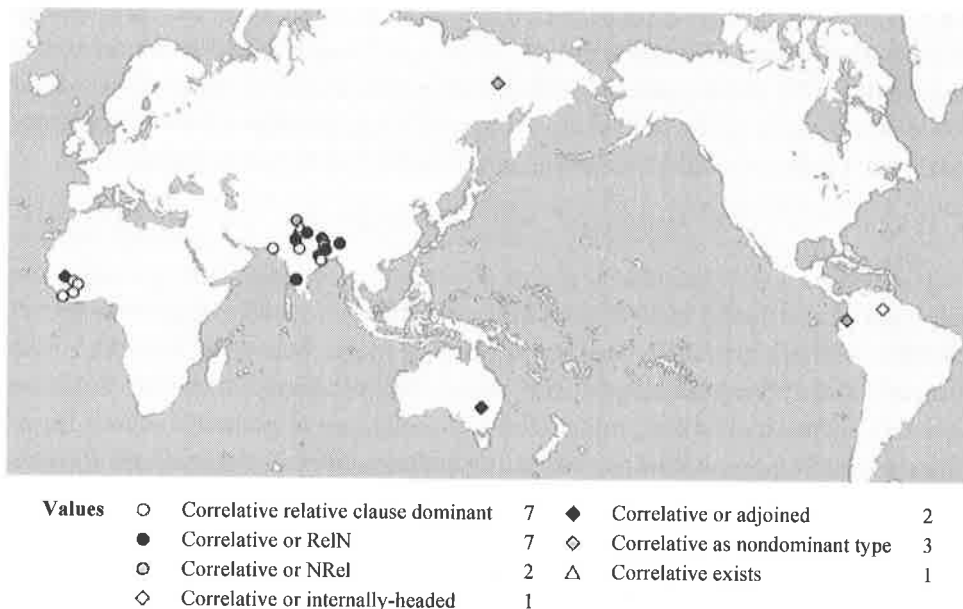 Values ○ Correlative relative clause dominant 7 ◆ Correlative or adjoined 2
● Correlative or RelN 7 ◈ Correlative as nondominant type 3
◉ Correlative or NRel 2 △ Correlative exists 1
◇ Correlative or internally-headed 1